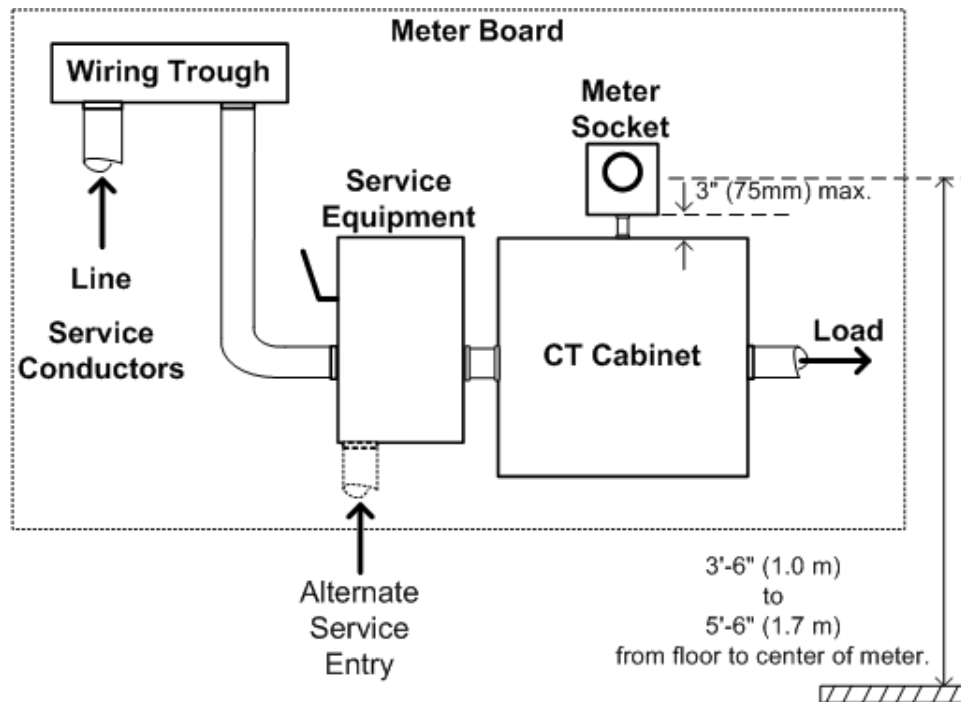 Meter Board
Wiring Trough
Meter
Socket
3" (75mm) max.
Service
Equipment
Line
Service
Conductors
CT Cabinet
Load
Alternate
Service
Entry
3'-6" (1.0 m)
to
5'-6" (1.7 m)
from floor to center of meter.